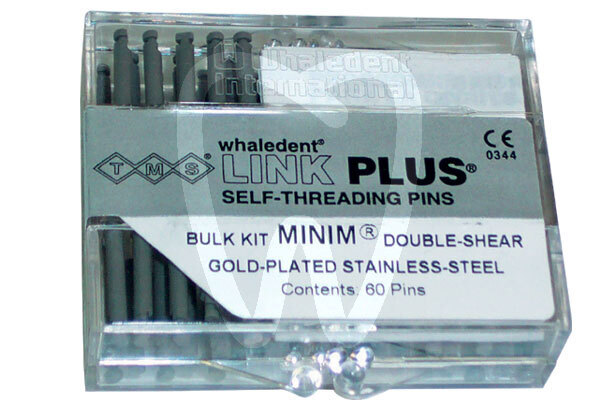 Whaledent
International
whaledent®
TMS®
LINK PLUS®
SELF-THREADING PINS
CE
0344
BULK KIT MINIM® DOUBLE-SHEAR
GOLD-PLATED STAINLESS-STEEL
Contents: 60 Pins